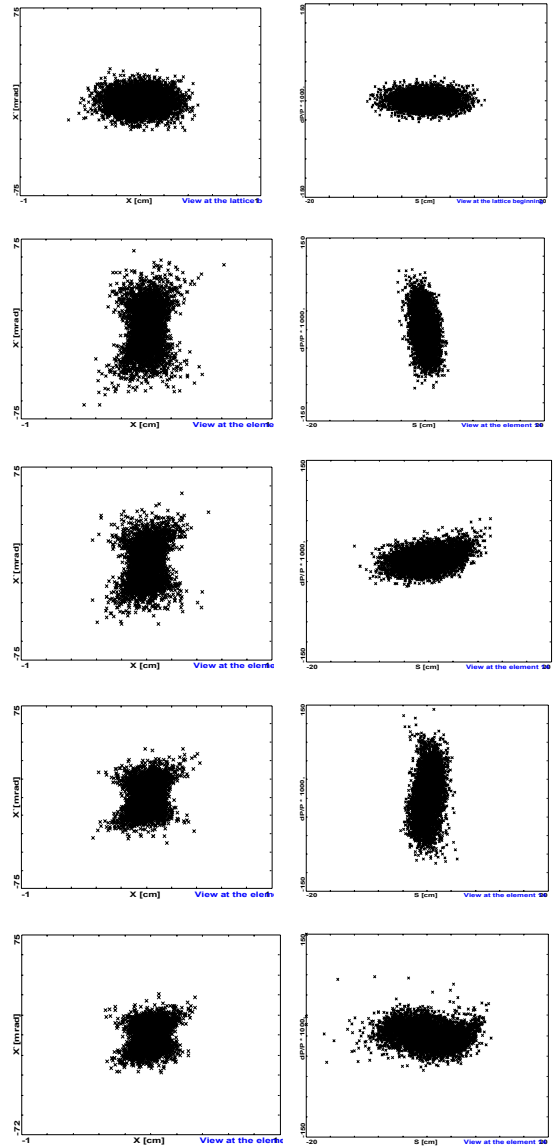 75
X' [mrad]
-75
-1 X [cm] View at the lattice b
150
dP/P * 1000
-150
-20 S [cm] View at the lattice beginning
75
X' [mrad]
-75
-1 X [cm] View at the elem
150
dP/P * 1000
-150
-20 S [cm] View at the element
75
X' [mrad]
-75
-1 X [cm] View at the elem
150
dP/P * 1000
-150
-20 S [cm] View at the element
75
X' [mrad]
-75
-1 X [cm] View at the elem
150
dP/P * 1000
-150
-20 S [cm] View at the element
75
X' [mrad]
-72
-1 X [cm] View at the elem
150
dP/P * 1000
-150
-20 S [cm] View at the element